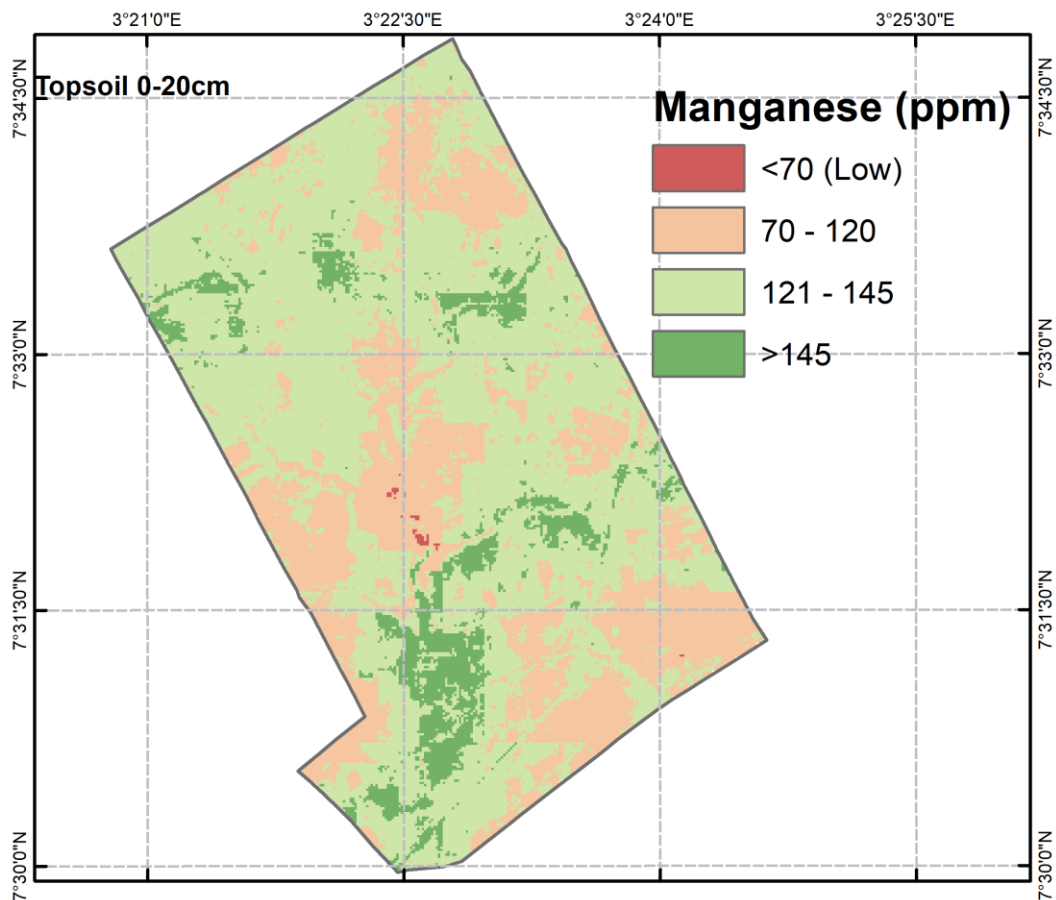 3°21'0"E 3°22'30"E 3°24'0"E 3°25'30"E
Topsoil 0-20cm
Manganese (ppm)
<70 (Low)
70 - 120
121 - 145
>145
7°34'30"N 7°34'30"N
7°33'0"N 7°33'0"N
7°31'30"N 7°31'30"N
7°30'0"N 7°30'0"N